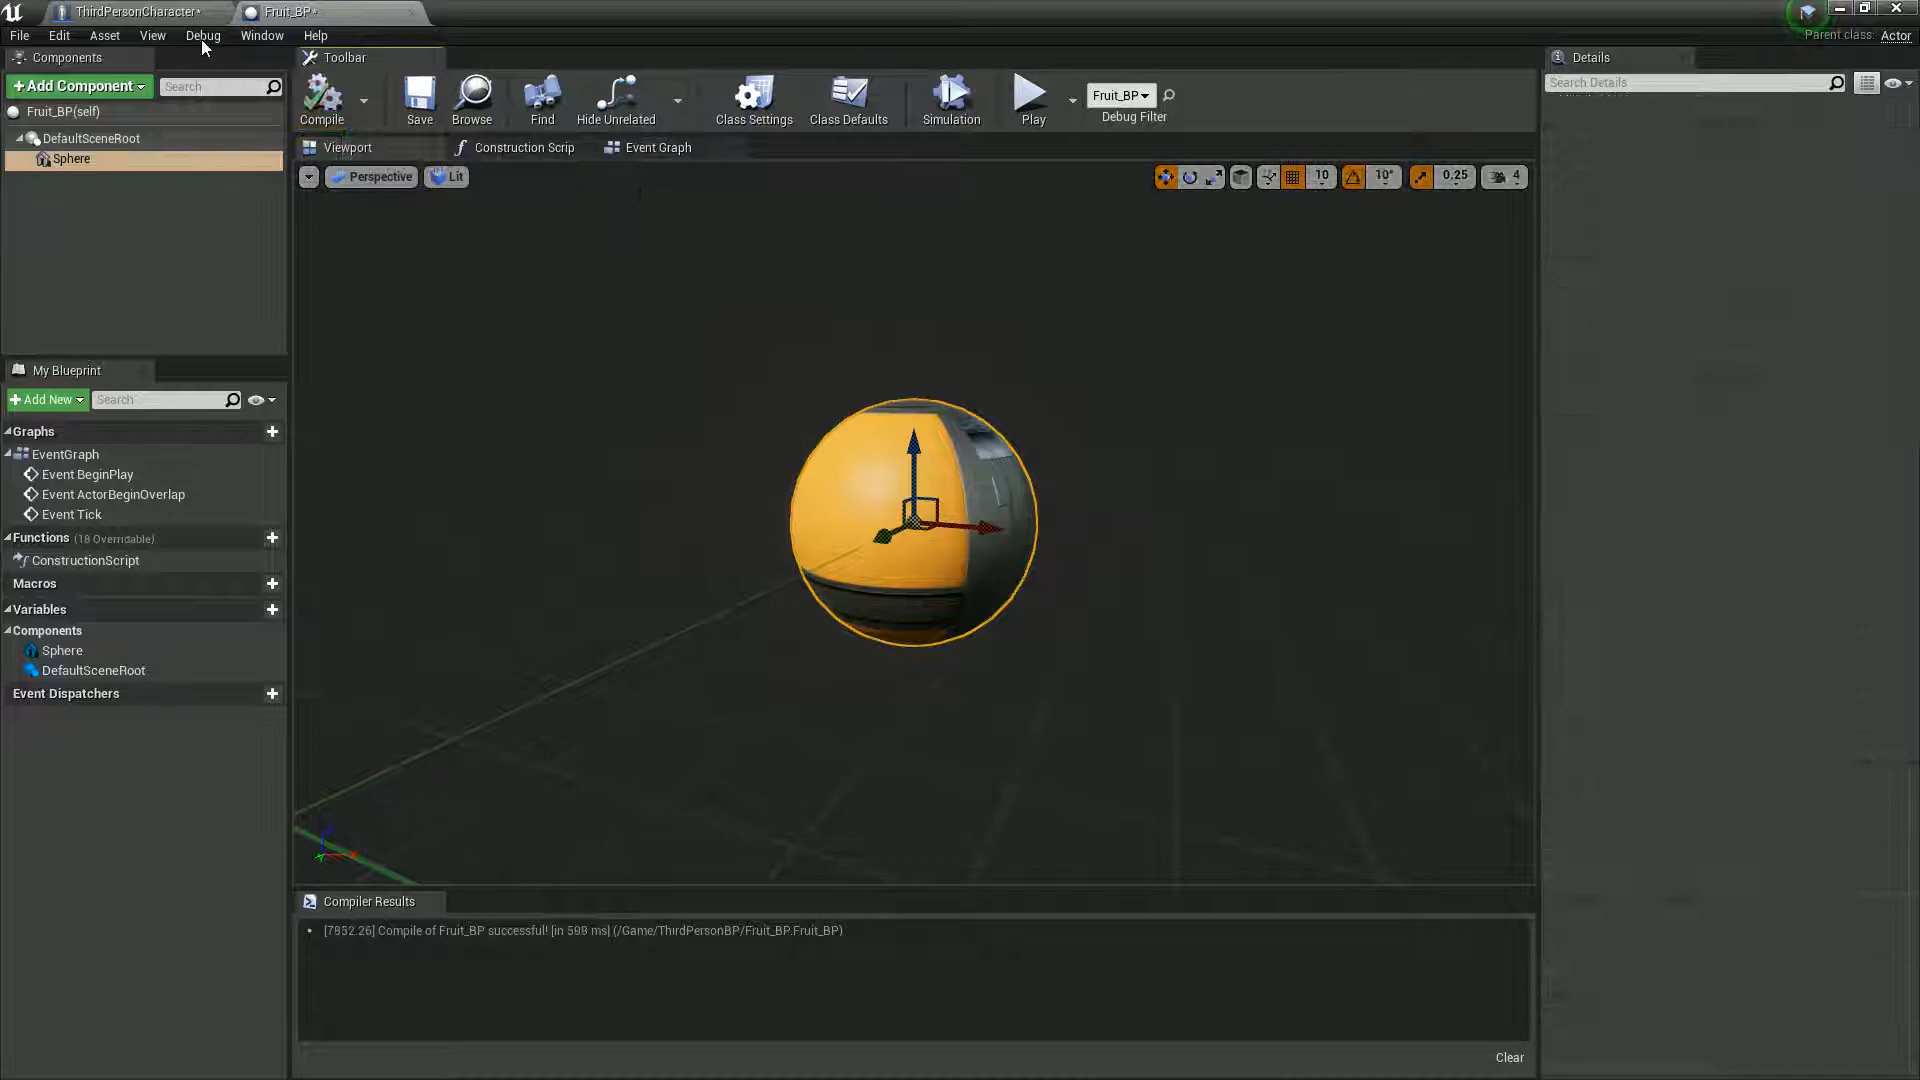 ThirdPersonCharacter*
Fruit_BP*
File Edit Asset View Debug Window Help
Parent class: Actor
Components
Toolbar
Details
+ Add Component
Search
Search Details
Fruit_BP(self)
DefaultSceneRoot
Sphere
Compile
Save
Browse
Find
Hide Unrelated
Class Settings
Class Defaults
Simulation
Play
Fruit_BP
Debug Filter
Viewport
Construction Scrip
Event Graph
Perspective
Lit
10
10°
0.25
4
My Blueprint
+ Add New
Search
Graphs
EventGraph
Event BeginPlay
Event ActorBeginOverlap
Event Tick
Functions (18 Overridable)
ConstructionScript
Macros
Variables
Components
Sphere
DefaultSceneRoot
Event Dispatchers
Compiler Results
[7832.26] Compile of Fruit_BP successful! [in 598 ms] (/Game/ThirdPersonBP/Fruit_BP.Fruit_BP)
Clear